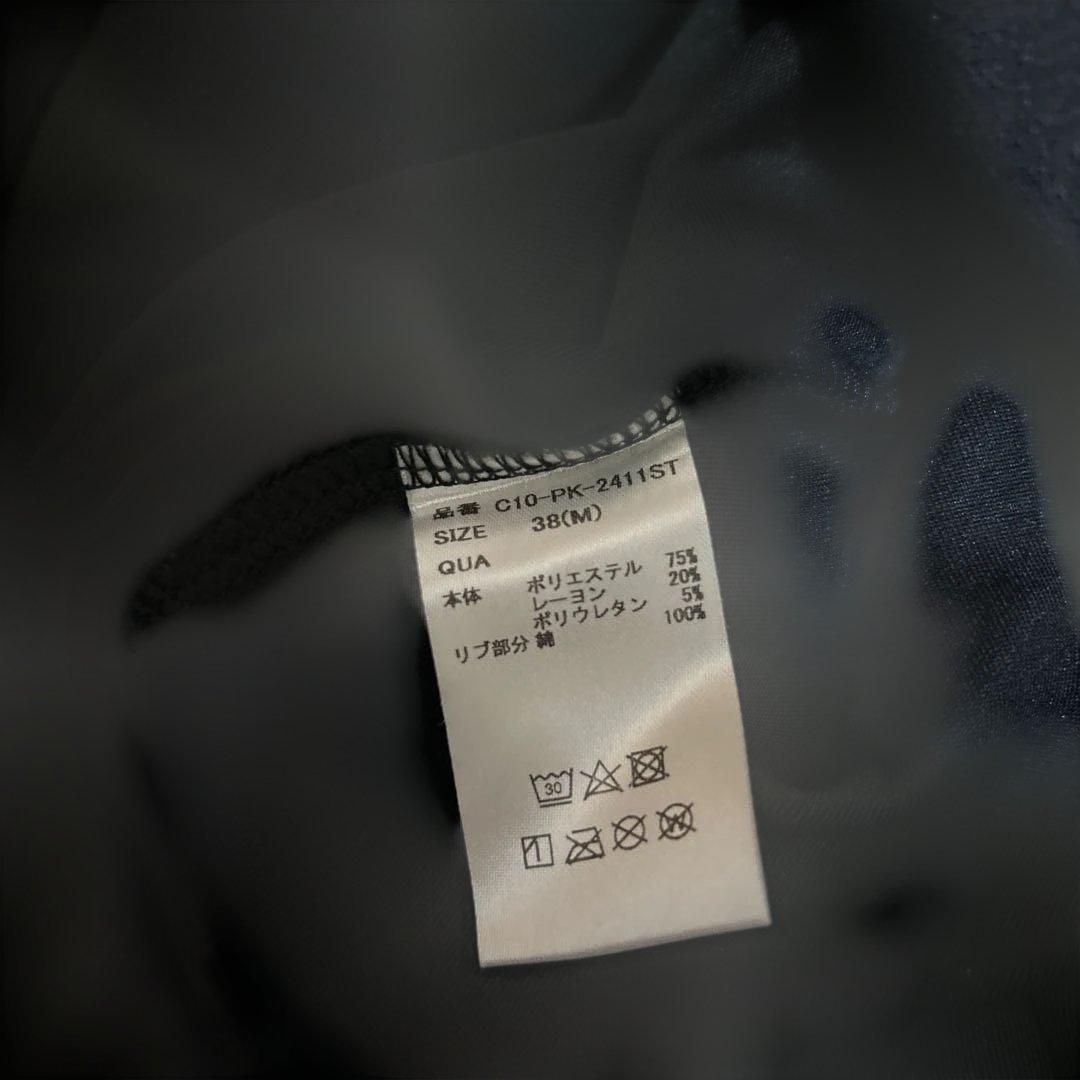 品番 C10-PK-2411ST
SIZE 38(M)
QUA
本体 ポリエステル 75%
レーヨン 20%
ポリウレタン 5%
リブ部分 綿 100%
30
W